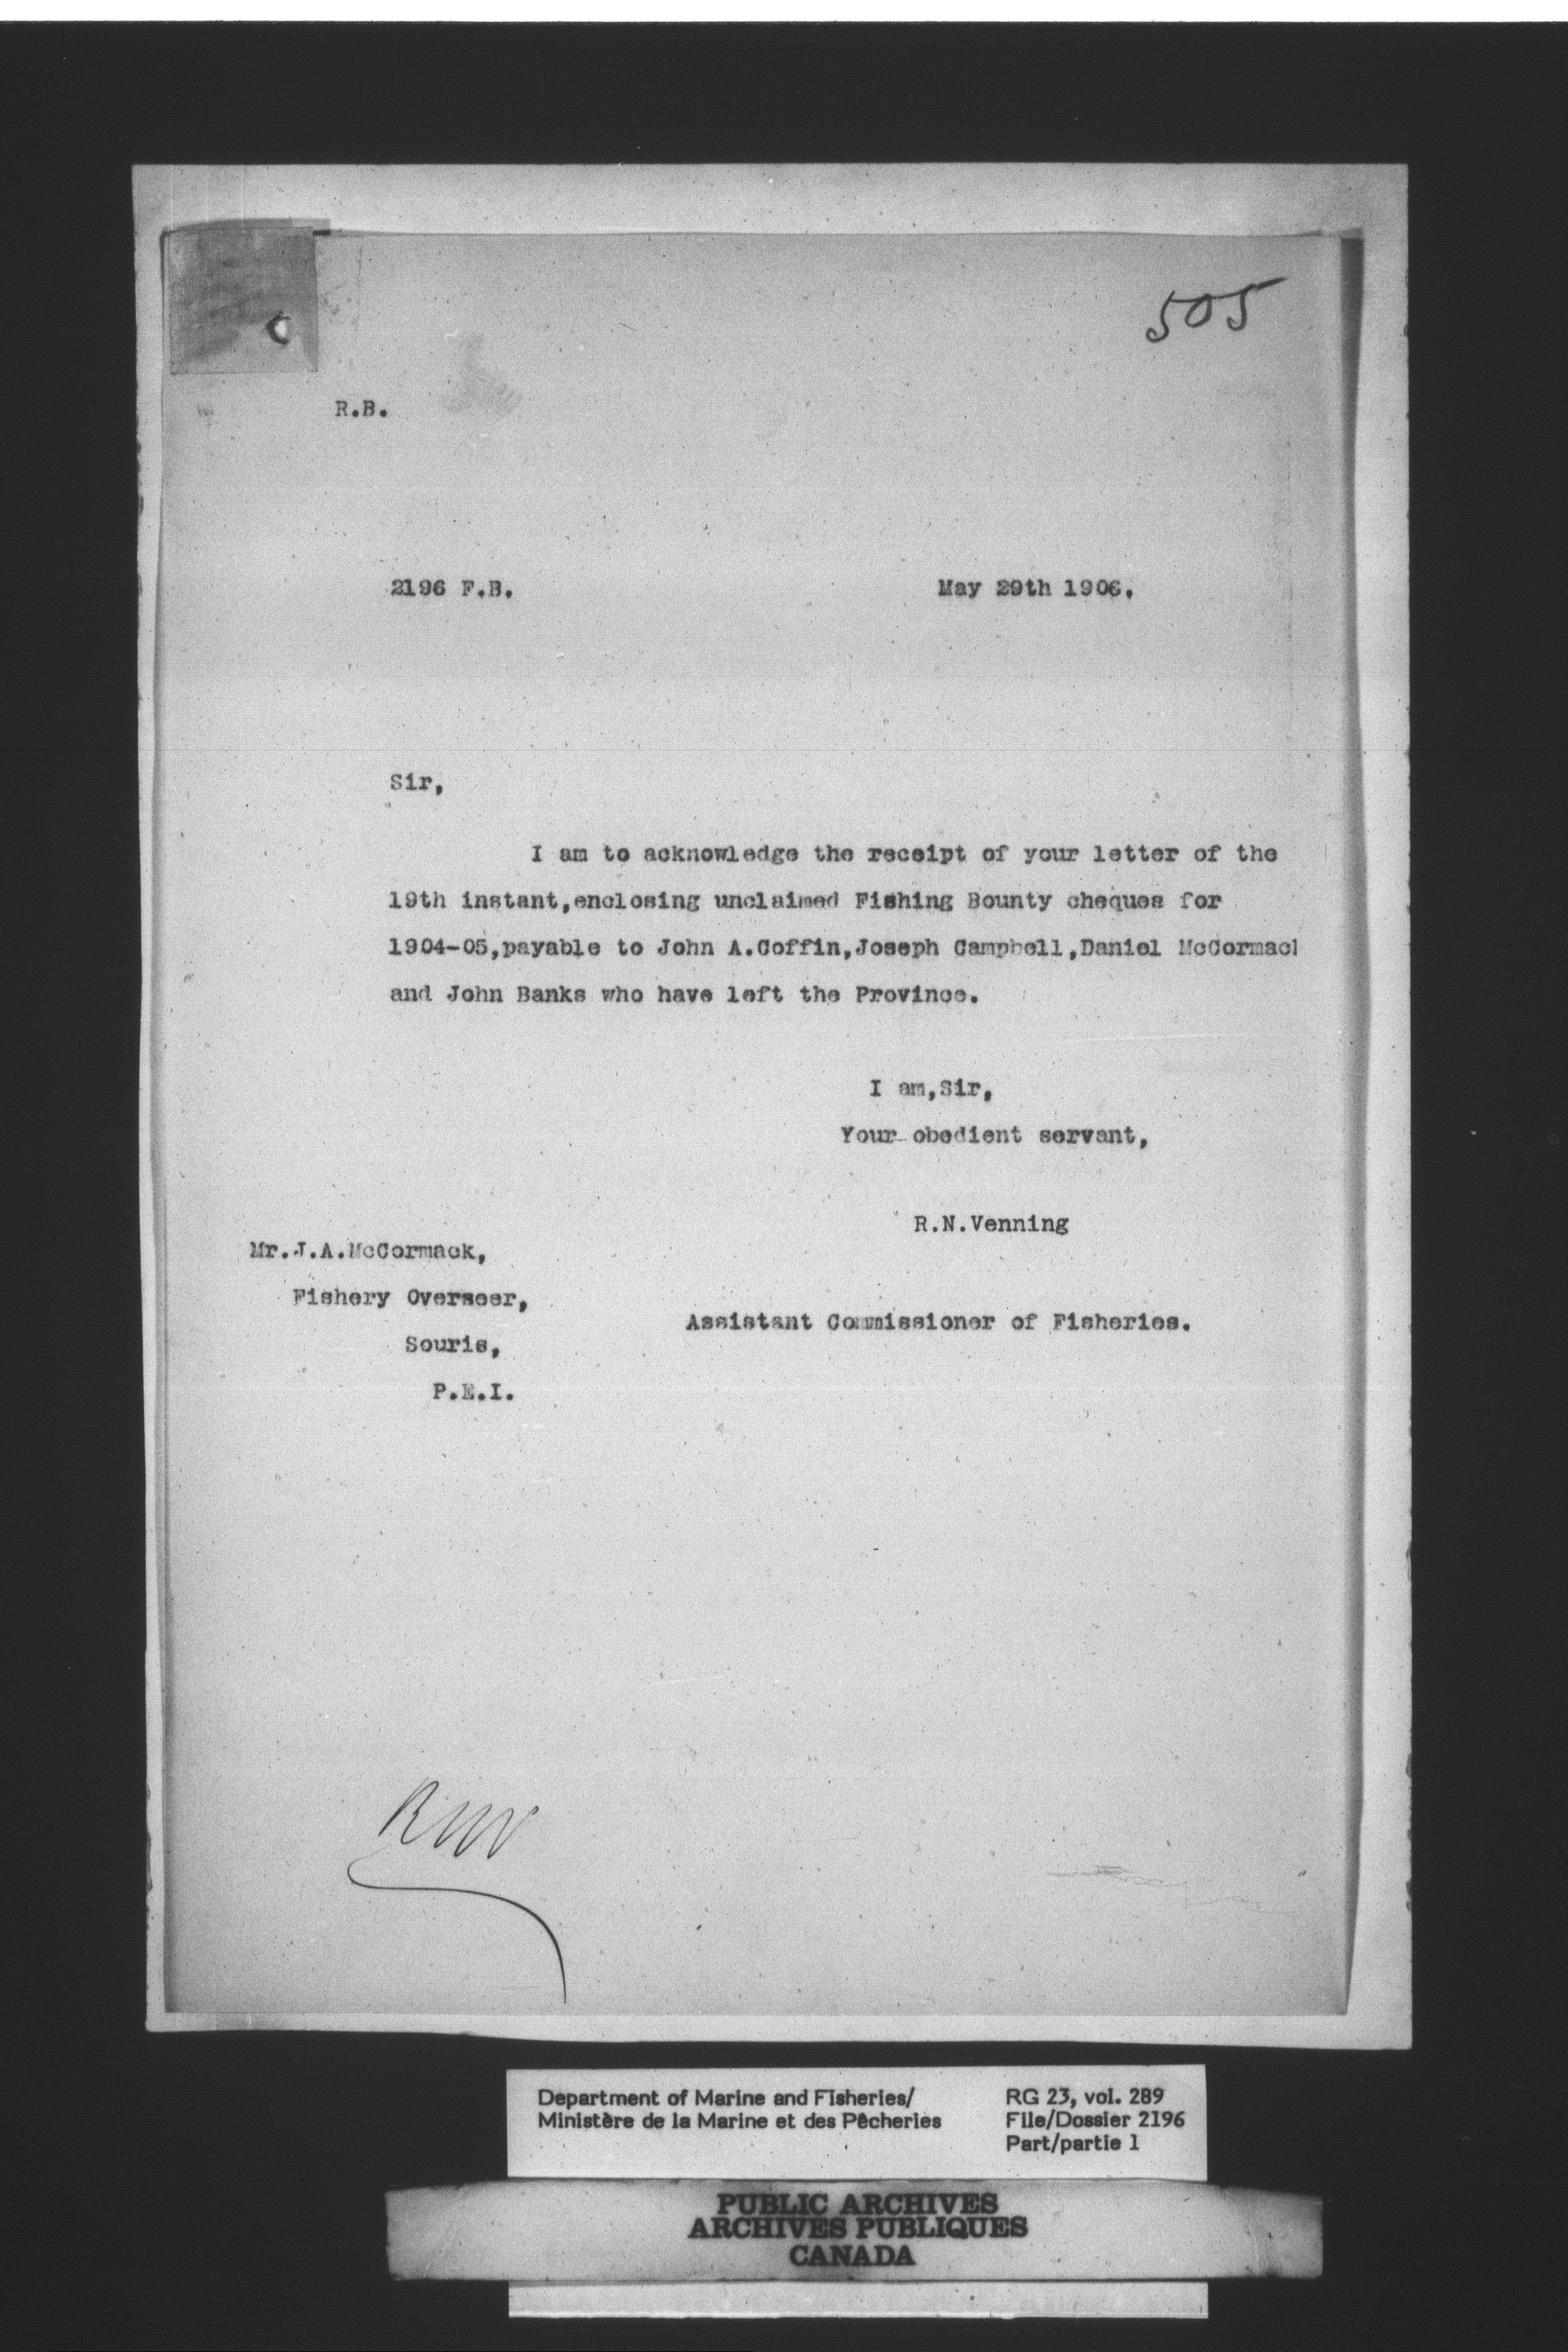 505
R.B.
2196 F.B. May 29th 1906.
Sir,
I am to acknowledge the receipt of your letter of the
19th instant,enclosing unclaimed Fishing Bounty cheques for
1904-05,payable to John A.Coffin,Joseph Campbell,Daniel McCormack
and John Banks who have left the Province.
I am,Sir,
Your obedient servant,
R.N.Venning
Assistant Commissioner of Fisheries.
Mr.J.A.McCormack,
Fishery Overseer,
Souris,
P.E.I.
RNV
Department of Marine and Fisheries/
Ministère de la Marine et des Pêcheries
RG 23, vol. 289
File/Dossier 2196
Part/partie 1
PUBLIC ARCHIVES
ARCHIVES PUBLIQUES
CANADA